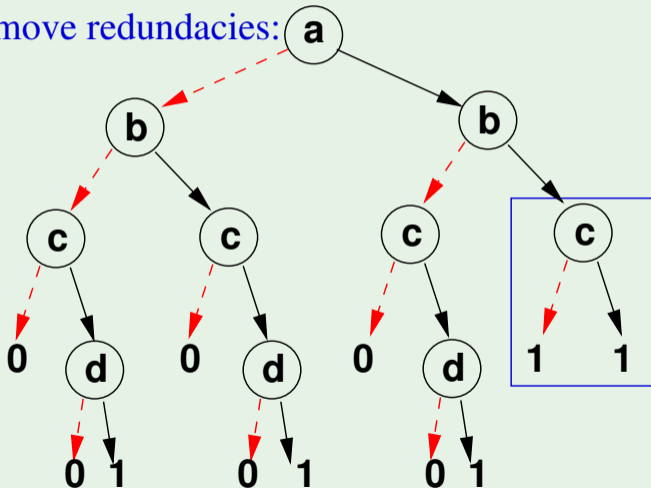 move redundacies: a
b b
c c c c
0 d 0 d 0 d 1 1
0 1 0 1 0 1